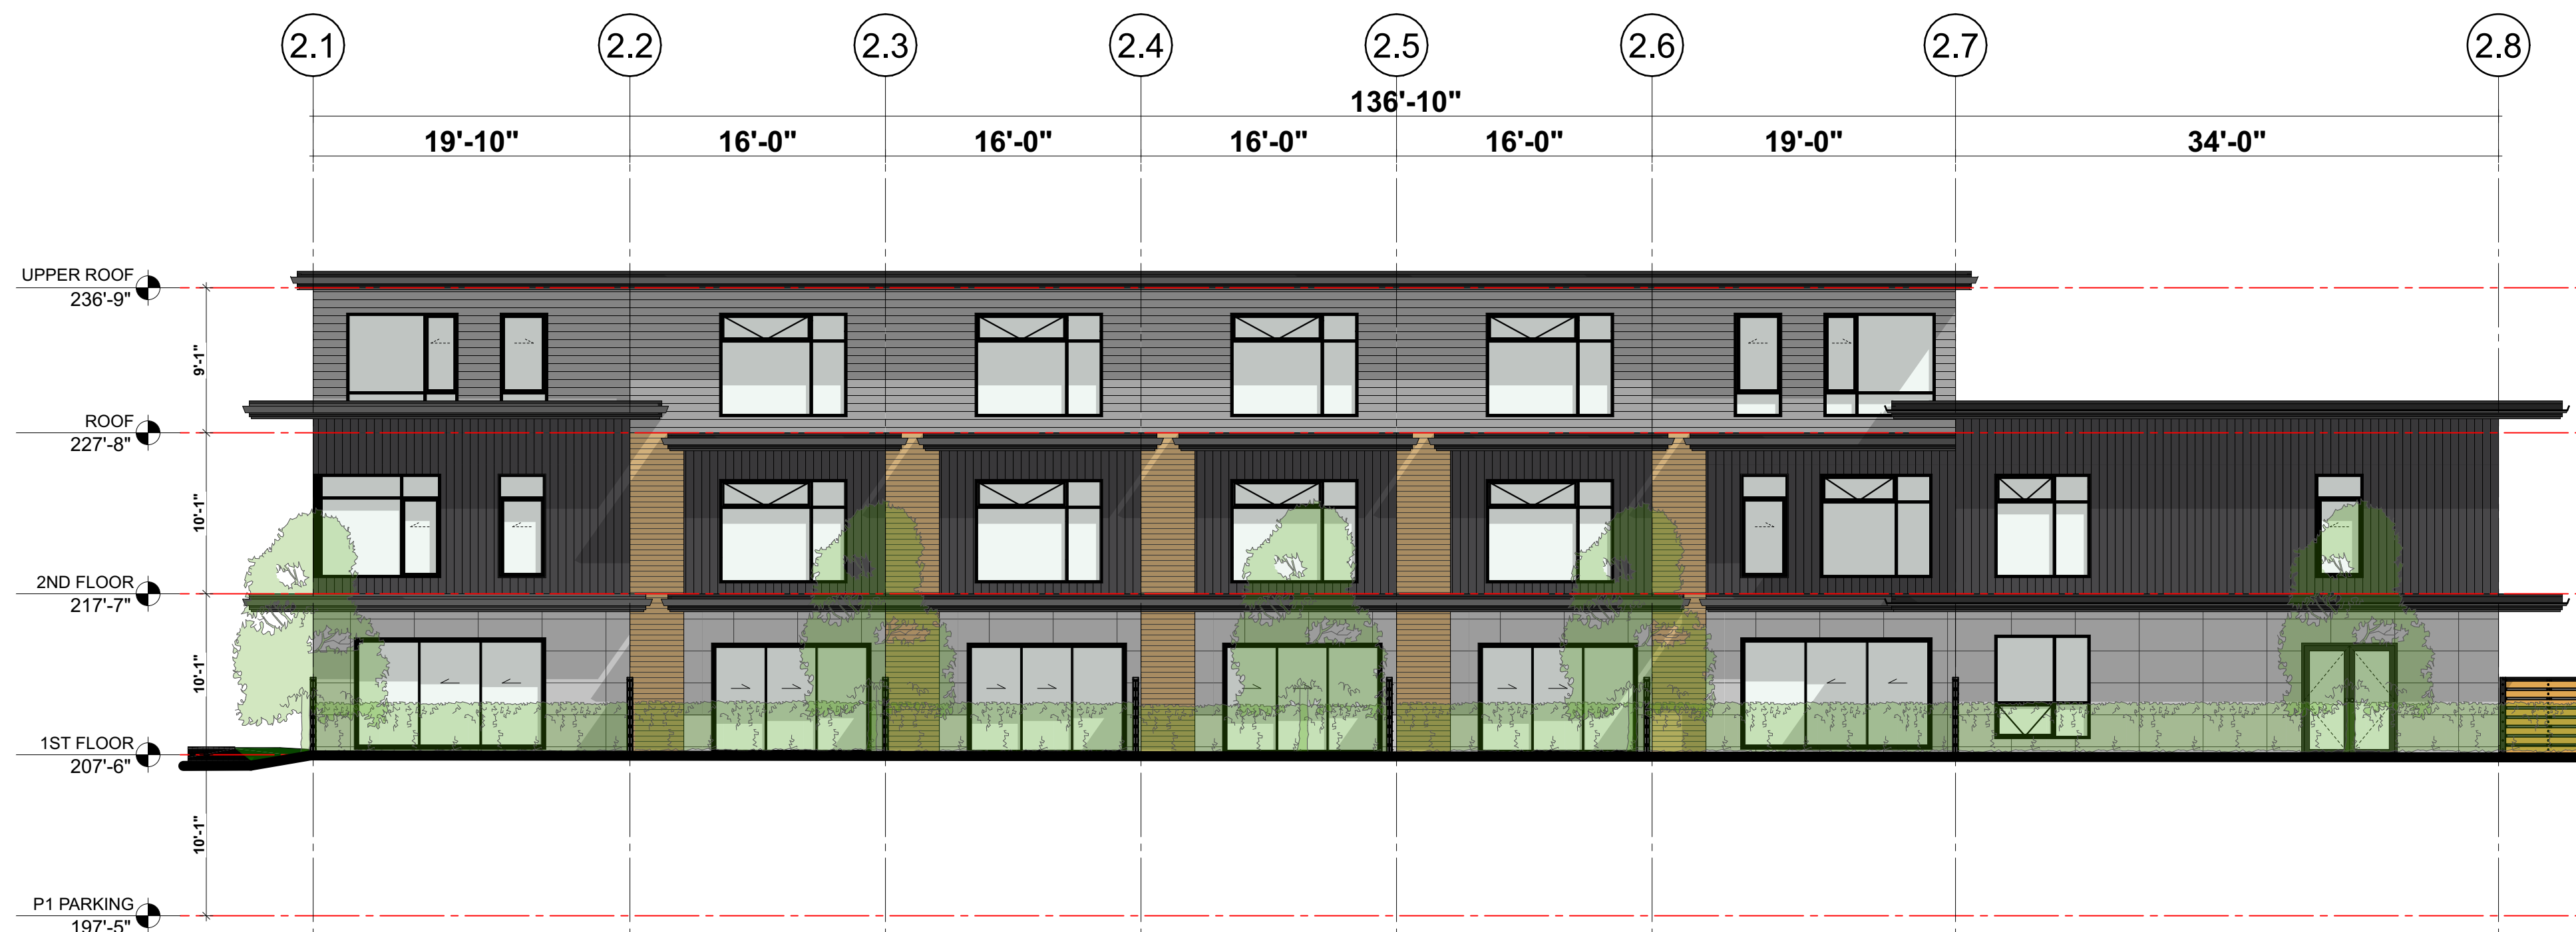 2.1 2.2 2.3 2.4 2.5 2.6 2.7 2.8
136'-10"
19'-10" 16'-0" 16'-0" 16'-0" 16'-0" 19'-0" 34'-0"
UPPER ROOF
236'-9"
9'-1"
ROOF
227'-8"
10'-1"
2ND FLOOR
217'-7"
10'-1"
1ST FLOOR
207'-6"
10'-1"
P1 PARKING
197'-5"